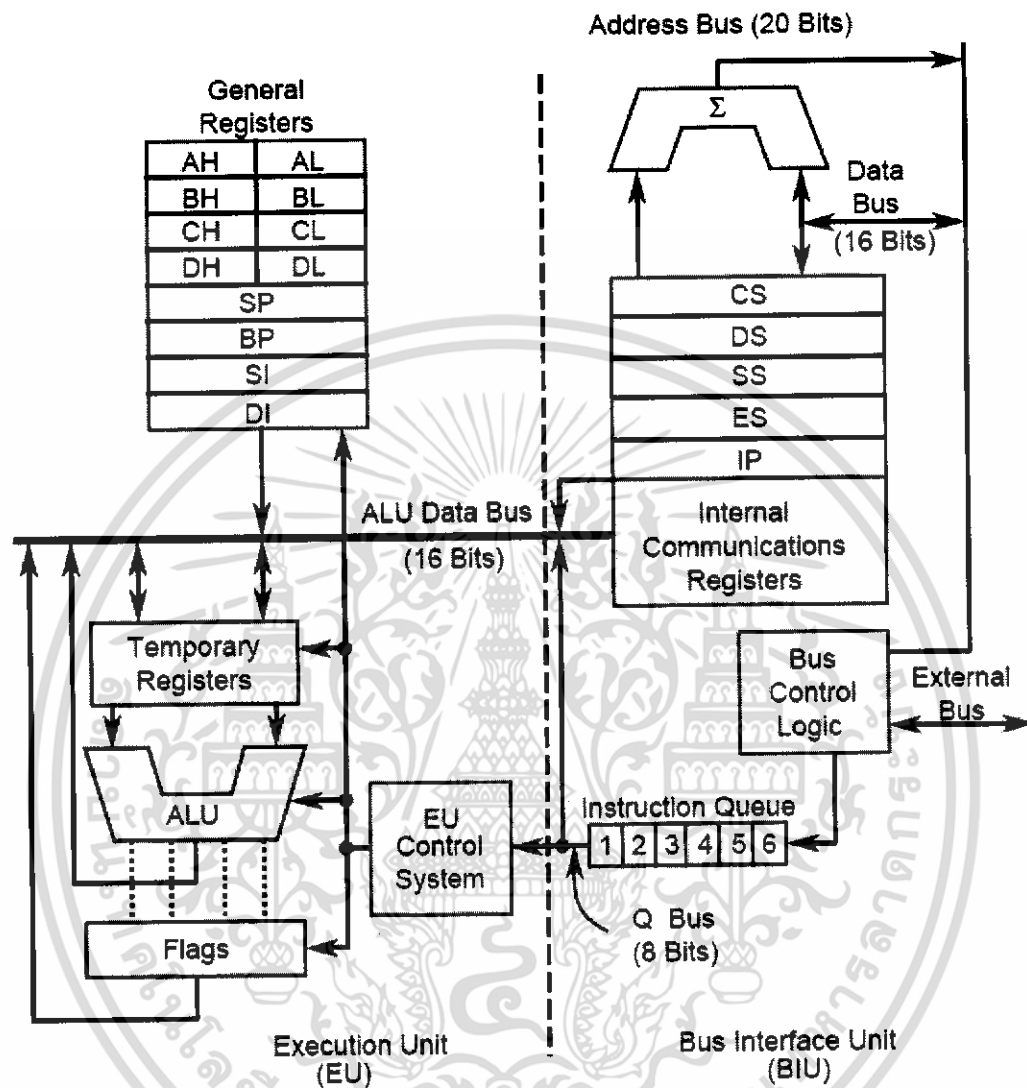 Address Bus (20 Bits)
General
Registers
AH AL
BH BL
CH CL
DH DL
SP
BP
SI
DI
Σ
Data
Bus
(16 Bits)
CS
DS
SS
ES
IP
Internal
Communications
Registers
ALU Data Bus
(16 Bits)
Temporary
Registers
ALU
Flags
EU
Control
System
Bus
Control
Logic
External
Bus
Instruction Queue
1 2 3 4 5 6
Q Bus
(8 Bits)
Execution Unit
(EU)
Bus Interface Unit
(BIU)